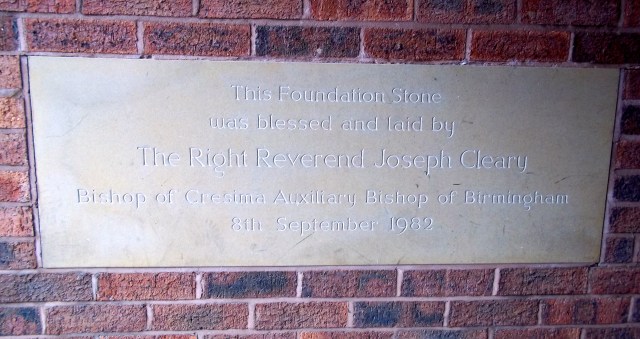 This Foundation Stone
was blessed and laid by
The Right Reverend Joseph Cleary
Bishop of Cresima Auxiliary Bishop of Birmingham
8th September 1982